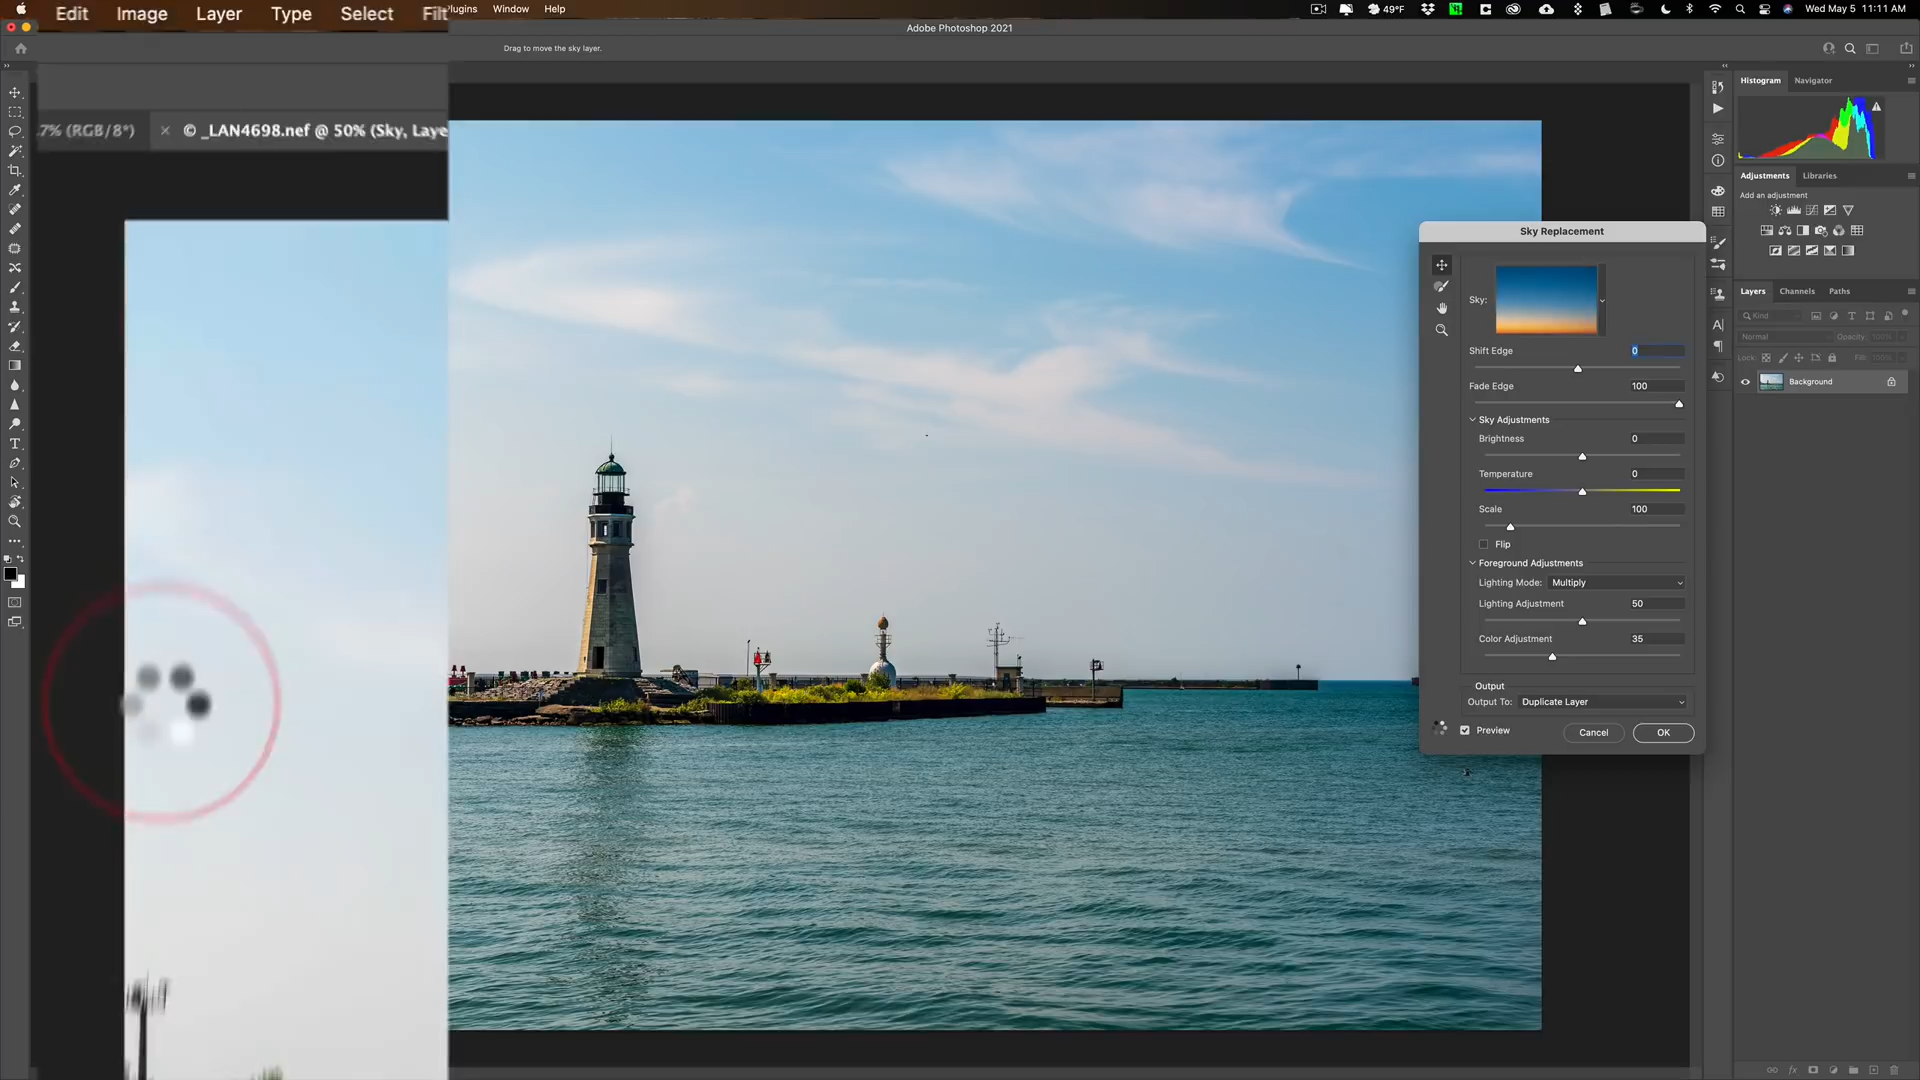 Edit Image Layer Type Select Filt
Plugins Window Help
49°F
Wed May 5 11:11 AM
Adobe Photoshop 2021
Drag to move the sky layer.
.7% (RGB/8*)
© _LAN4698.nef @ 50% (Sky, Laye
Histogram Navigator
Adjustments Libraries
Add an adjustment
Layers Channels Paths
Kind
Normal Opacity: 100%
Lock: Fill: 100%
Background
Sky Replacement
Sky:
Shift Edge 0
Fade Edge 100
Sky Adjustments
Brightness 0
Temperature 0
Scale 100
Flip
Foreground Adjustments
Lighting Mode: Multiply
Lighting Adjustment 50
Color Adjustment 35
Output
Output To: Duplicate Layer
Preview Cancel OK